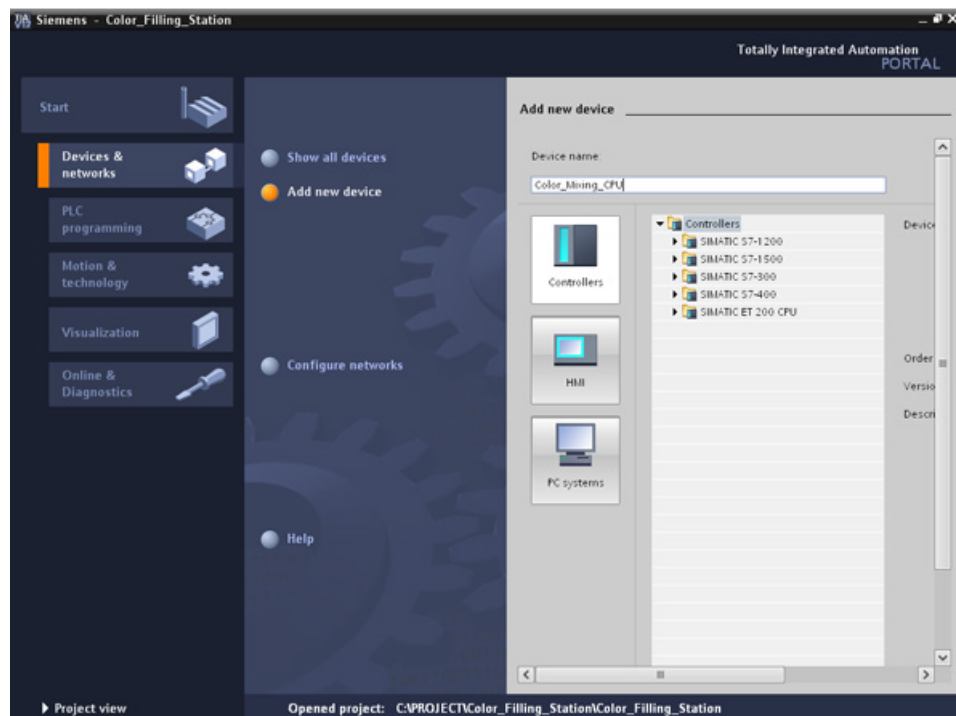 Siemens - Color_Filling_Station
Totally Integrated Automation
PORTAL
Start
Devices &
networks
PLC
programming
Motion &
technology
Visualization
Online &
Diagnostics
Show all devices
Add new device
Configure networks
Help
Add new device
Device name:
Color_Mixing_CPU
Controllers
HMI
PC systems
Controllers
SIMATIC S7-1200
SIMATIC S7-1500
SIMATIC S7-300
SIMATIC S7-400
SIMATIC ET 200 CPU
Device
Order
Versio
Descri
Project view
Opened project: C:\PROJECT\Color_Filling_Station\Color_Filling_Station